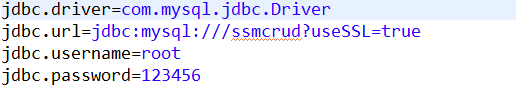 jdbc.driver=com.mysql.jdbc.Driver
jdbc.url=jdbc:mysql:///ssmcrud?useSSL=true
jdbc.username=root
jdbc.password=123456